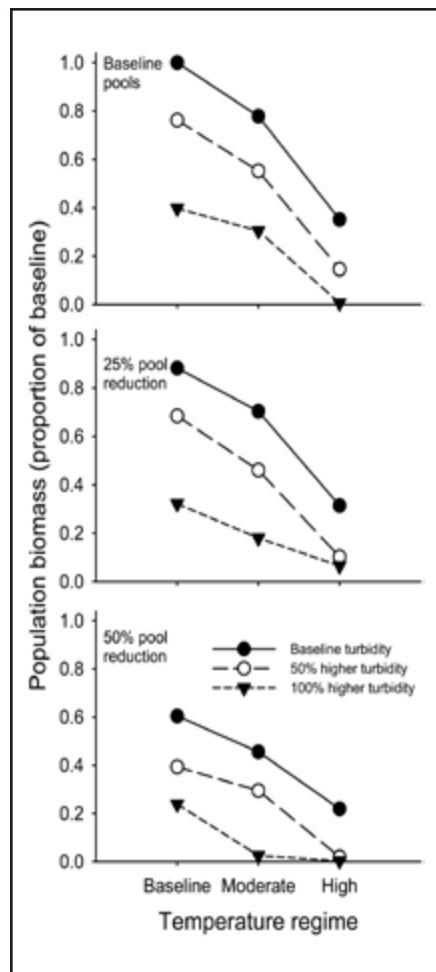 Population biomass (proportion of baseline)
1.0
Baseline
pools
0.8
0.6
0.4
0.2
0.0
1.0
25% pool
reduction
0.8
0.6
0.4
0.2
0.0
1.0
50% pool
reduction
0.8
0.6
0.4
0.2
0.0
Baseline turbidity
50% higher turbidity
100% higher turbidity
Baseline Moderate High
Temperature regime